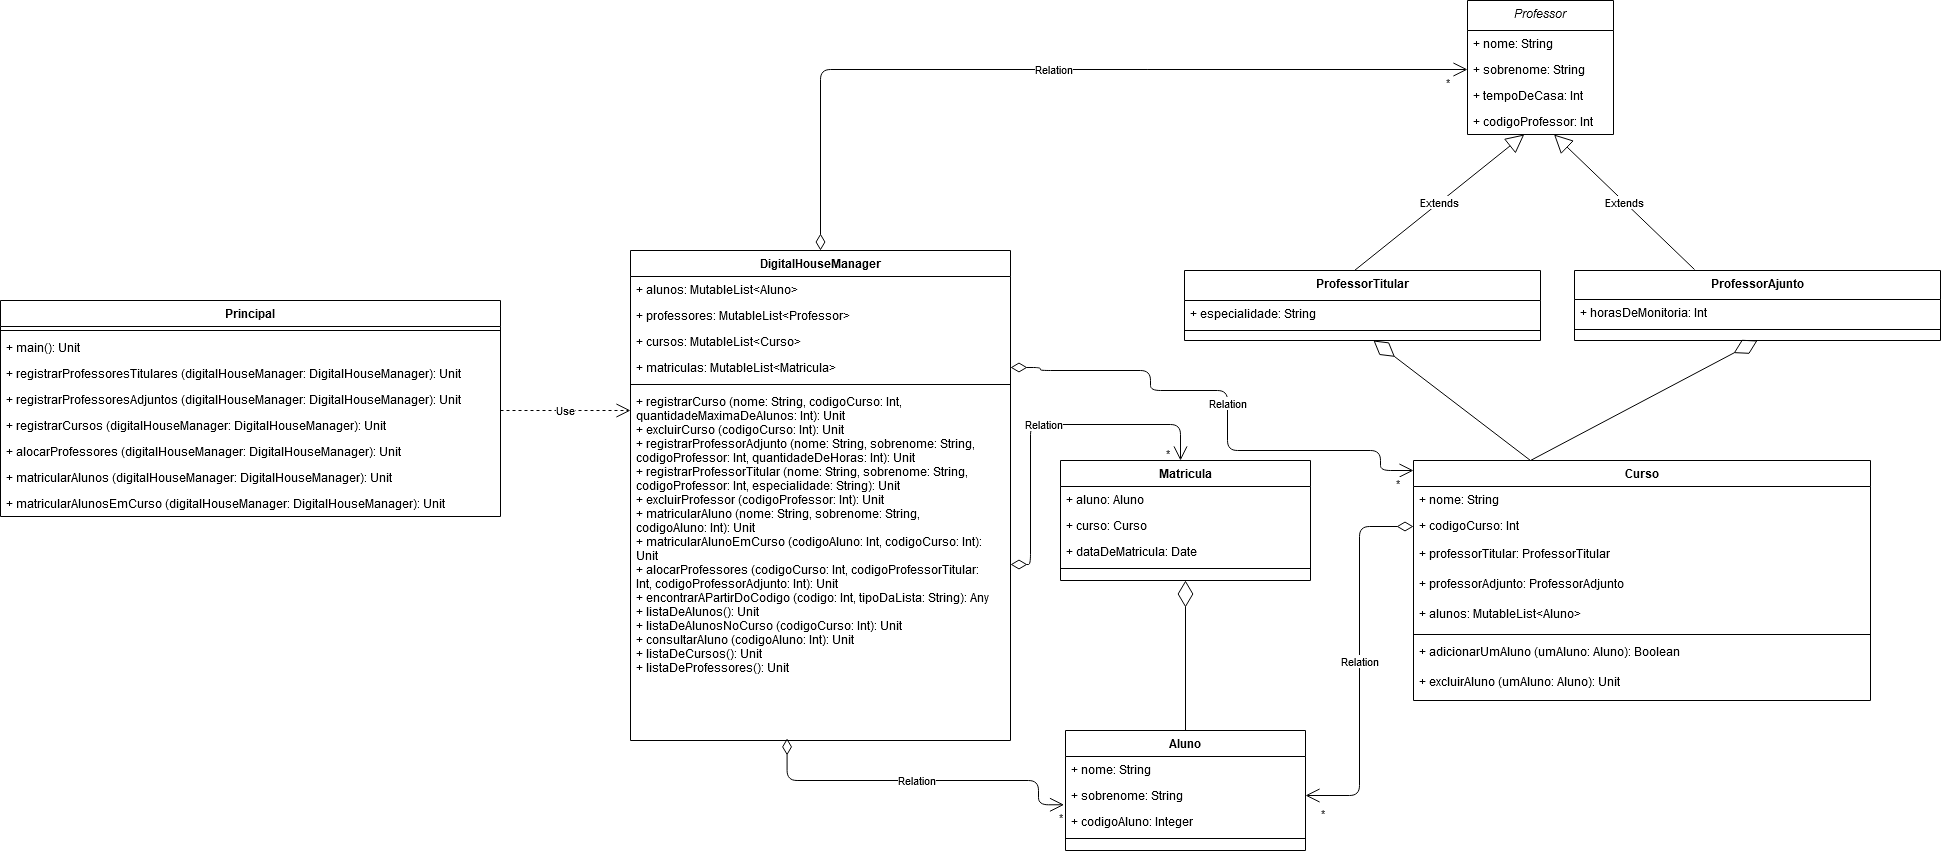 Professor
+ nome: String
+ sobrenome: String
+ tempoDeCasa: Int
+ codigoProfessor: Int
Relation
*
Extends
Extends
DigitalHouseManager
+ alunos: MutableList<Aluno>
+ professores: MutableList<Professor>
+ cursos: MutableList<Curso>
+ matriculas: MutableList<Matricula>
+ registrarCurso (nome: String, codigoCurso: Int,
quantidadeMaximaDeAlunos: Int): Unit
+ excluirCurso (codigoCurso: Int): Unit
+ registrarProfessorAdjunto (nome: String, sobrenome: String,
codigoProfessor: Int, quantidadeDeHoras: Int): Unit
+ registrarProfessorTitular (nome: String, sobrenome: String,
codigoProfessor: Int, especialidade: String): Unit
+ excluirProfessor (codigoProfessor: Int): Unit
+ matricularAluno (nome: String, sobrenome: String,
codigoAluno: Int): Unit
+ matricularAlunoEmCurso (codigoAluno: Int, codigoCurso: Int):
Unit
+ alocarProfessores (codigoCurso: Int, codigoProfessorTitular:
Int, codigoProfessorAdjunto: Int): Unit
+ encontrarAPartirDoCodigo (codigo: Int, tipoDaLista: String): Any
+ listaDeAlunos(): Unit
+ listaDeAlunosNoCurso (codigoCurso: Int): Unit
+ consultarAluno (codigoAluno: Int): Unit
+ listaDeCursos(): Unit
+ listaDeProfessores(): Unit
ProfessorTitular
+ especialidade: String
ProfessorAjunto
+ horasDeMonitoria: Int
Principal
+ main(): Unit
+ registrarProfessoresTitulares (digitalHouseManager: DigitalHouseManager): Unit
+ registrarProfessoresAdjuntos (digitalHouseManager: DigitalHouseManager): Unit
+ registrarCursos (digitalHouseManager: DigitalHouseManager): Unit
+ alocarProfessores (digitalHouseManager: DigitalHouseManager): Unit
+ matricularAlunos (digitalHouseManager: DigitalHouseManager): Unit
+ matricularAlunosEmCurso (digitalHouseManager: DigitalHouseManager): Unit
Use
Relation
*
Relation
*
Matricula
+ aluno: Aluno
+ curso: Curso
+ dataDeMatricula: Date
Curso
+ nome: String
+ codigoCurso: Int
+ professorTitular: ProfessorTitular
+ professorAdjunto: ProfessorAdjunto
+ alunos: MutableList<Aluno>
+ adicionarUmAluno (umAluno: Aluno): Boolean
+ excluirAluno (umAluno: Aluno): Unit
Relation
*
Relation
*
Aluno
+ nome: String
+ sobrenome: String
+ codigoAluno: Integer